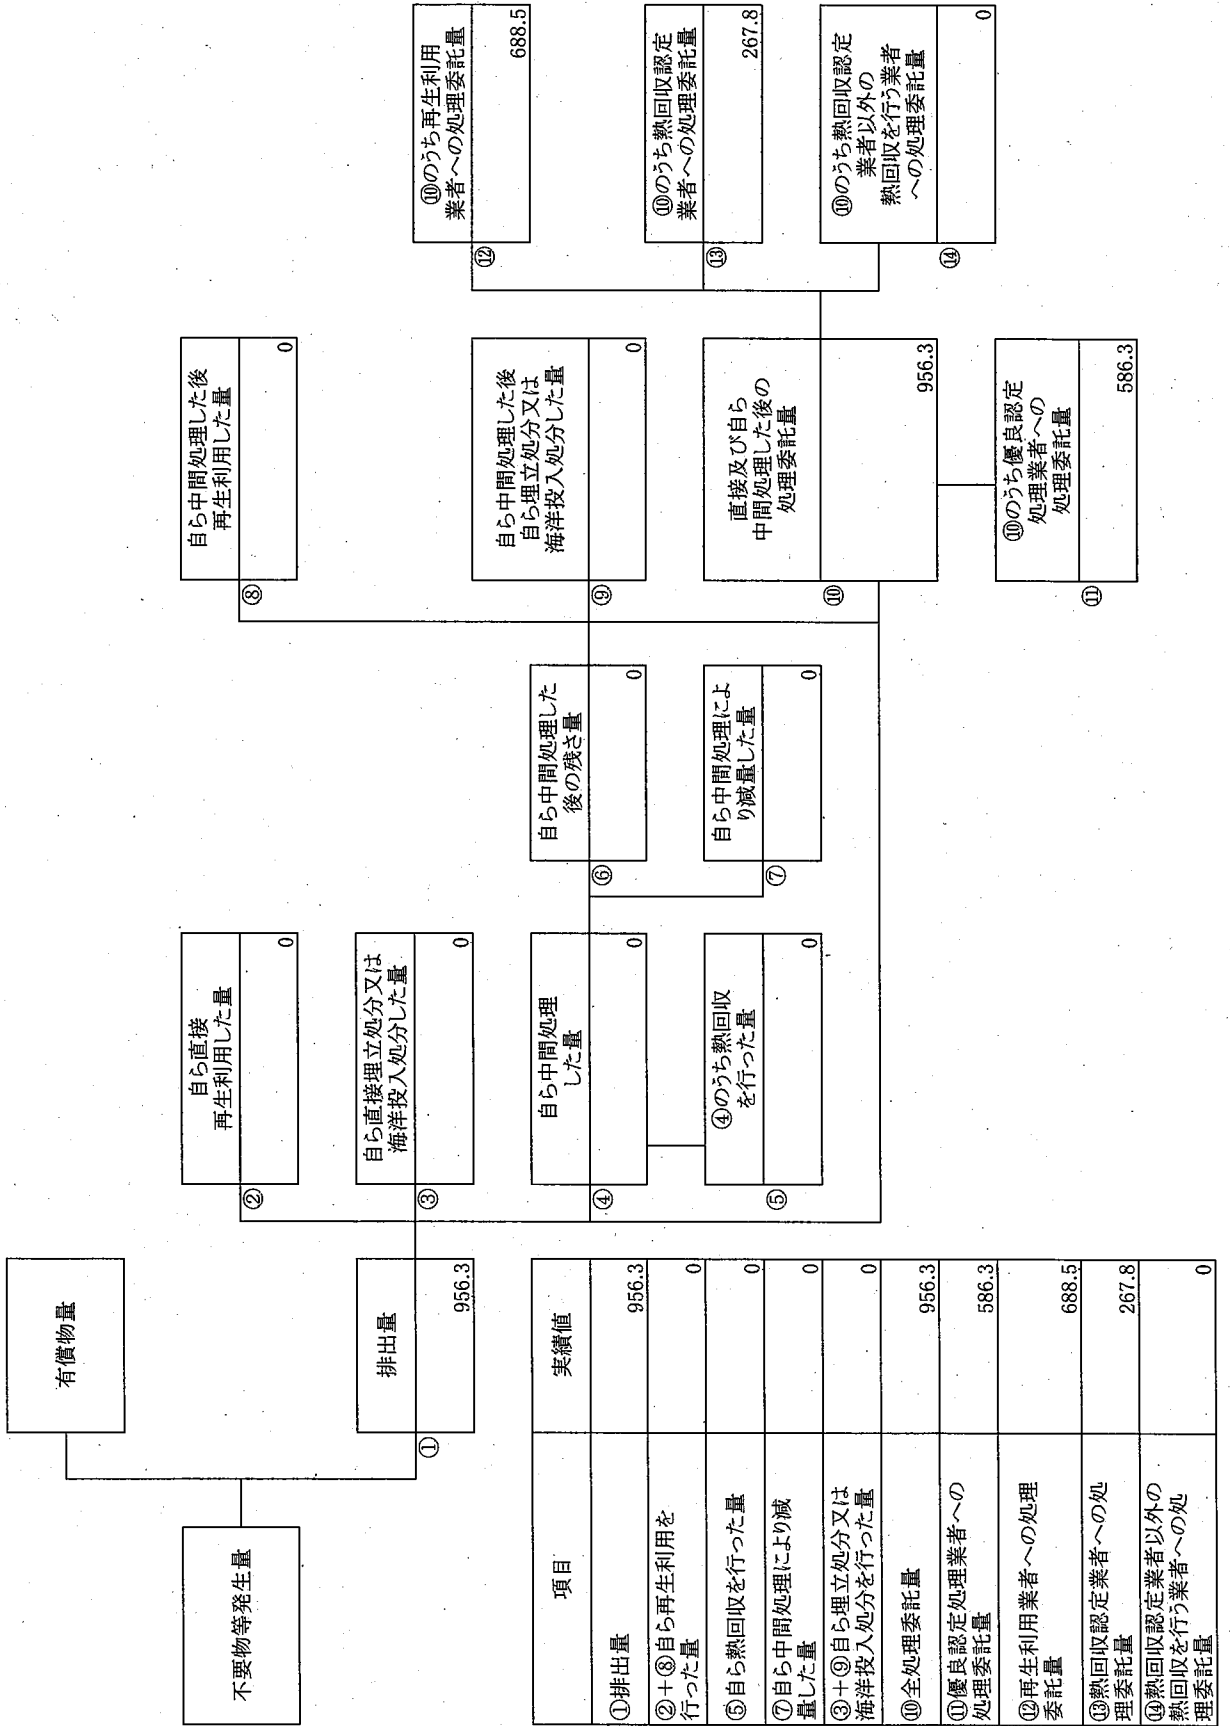 不要物等発生量
有償物量
①
排出量
956.3
②
自ら直接
再生利用した量
0
③
自ら直接埋立処分又は
海洋投入処分した量
0
④
自ら中間処理
した量
0
⑤
④のうち熱回収
を行った量
0
⑥
自ら中間処理した
後の残さ量
0
⑦
自ら中間処理によ
り減量した量
0
⑧
自ら中間処理した後
再生利用した量
0
⑨
自ら中間処理した後
自ら埋立処分又は
海洋投入処分した量
0
⑩
直接及び自ら
中間処理した後の
処理委託量
956.3
⑪
⑩のうち優良認定
処理業者への
処理委託量
586.3
⑫
⑩のうち再生利用
業者への処理委託量
688.5
⑬
⑩のうち熱回収認定
業者への処理委託量
267.8
⑭
⑩のうち熱回収認定
業者以外の
熱回収を行う業者
への処理委託量
0
項目 実績値
①排出量 956.3
②+⑧自ら再生利用を
行った量 0
⑤自ら熱回収を行った量 0
⑦自ら中間処理により減
量した量 0
③+⑨自ら埋立処分又は
海洋投入処分を行った量 0
⑩全処理委託量 956.3
⑪優良認定処理業者への
処理委託量 586.3
⑫再生利用業者への処理
委託量 688.5
⑬熱回収認定業者への処
理委託量 267.8
⑭熱回収認定業者以外の
熱回収を行う業者への処
理委託量 0